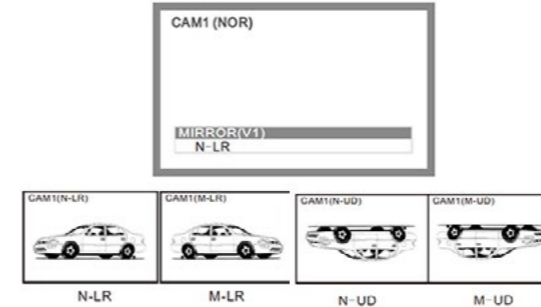 CAM1 (NOR)
MIRROR(V1)
N-LR
CAM1(N-LR)
CAM1(M-LR)
CAM1(N-UD)
CAM1(M-UD)
N-LR
M-LR
N-UD
M-UD